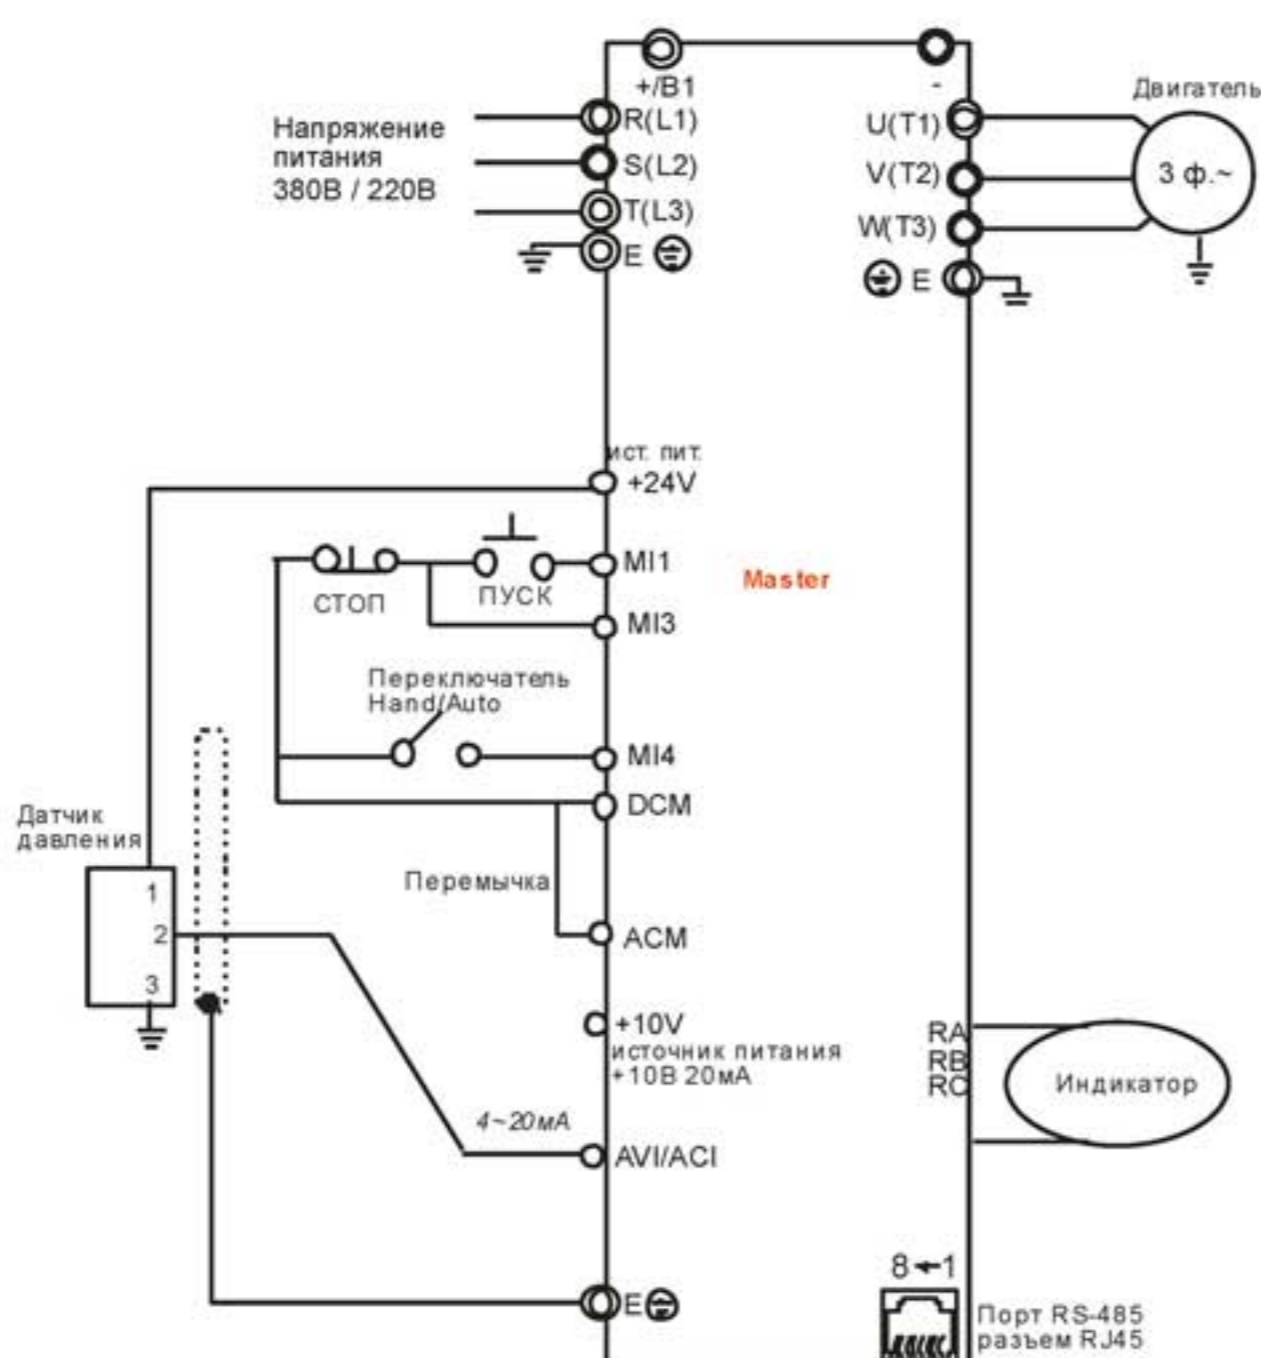 +/B1
-
Двигатель
Напряжение
питания
380В / 220В
R(L1)
S(L2)
T(L3)
E
U(T1)
V(T2)
W(T3)
E
3 ф.~
ист. пит.
+24V
MI1
СТОП
ПУСК
MI3
Master
Переключатель
Hand/Auto
MI4
DCM
Датчик
давления
1
2
3
Перемычка
ACM
+10V
источник питания
+10В 20мА
RA
RB
RC
Индикатор
4~20мА
AVI/ACI
E
8 1
Порт RS-485
разъем RJ45